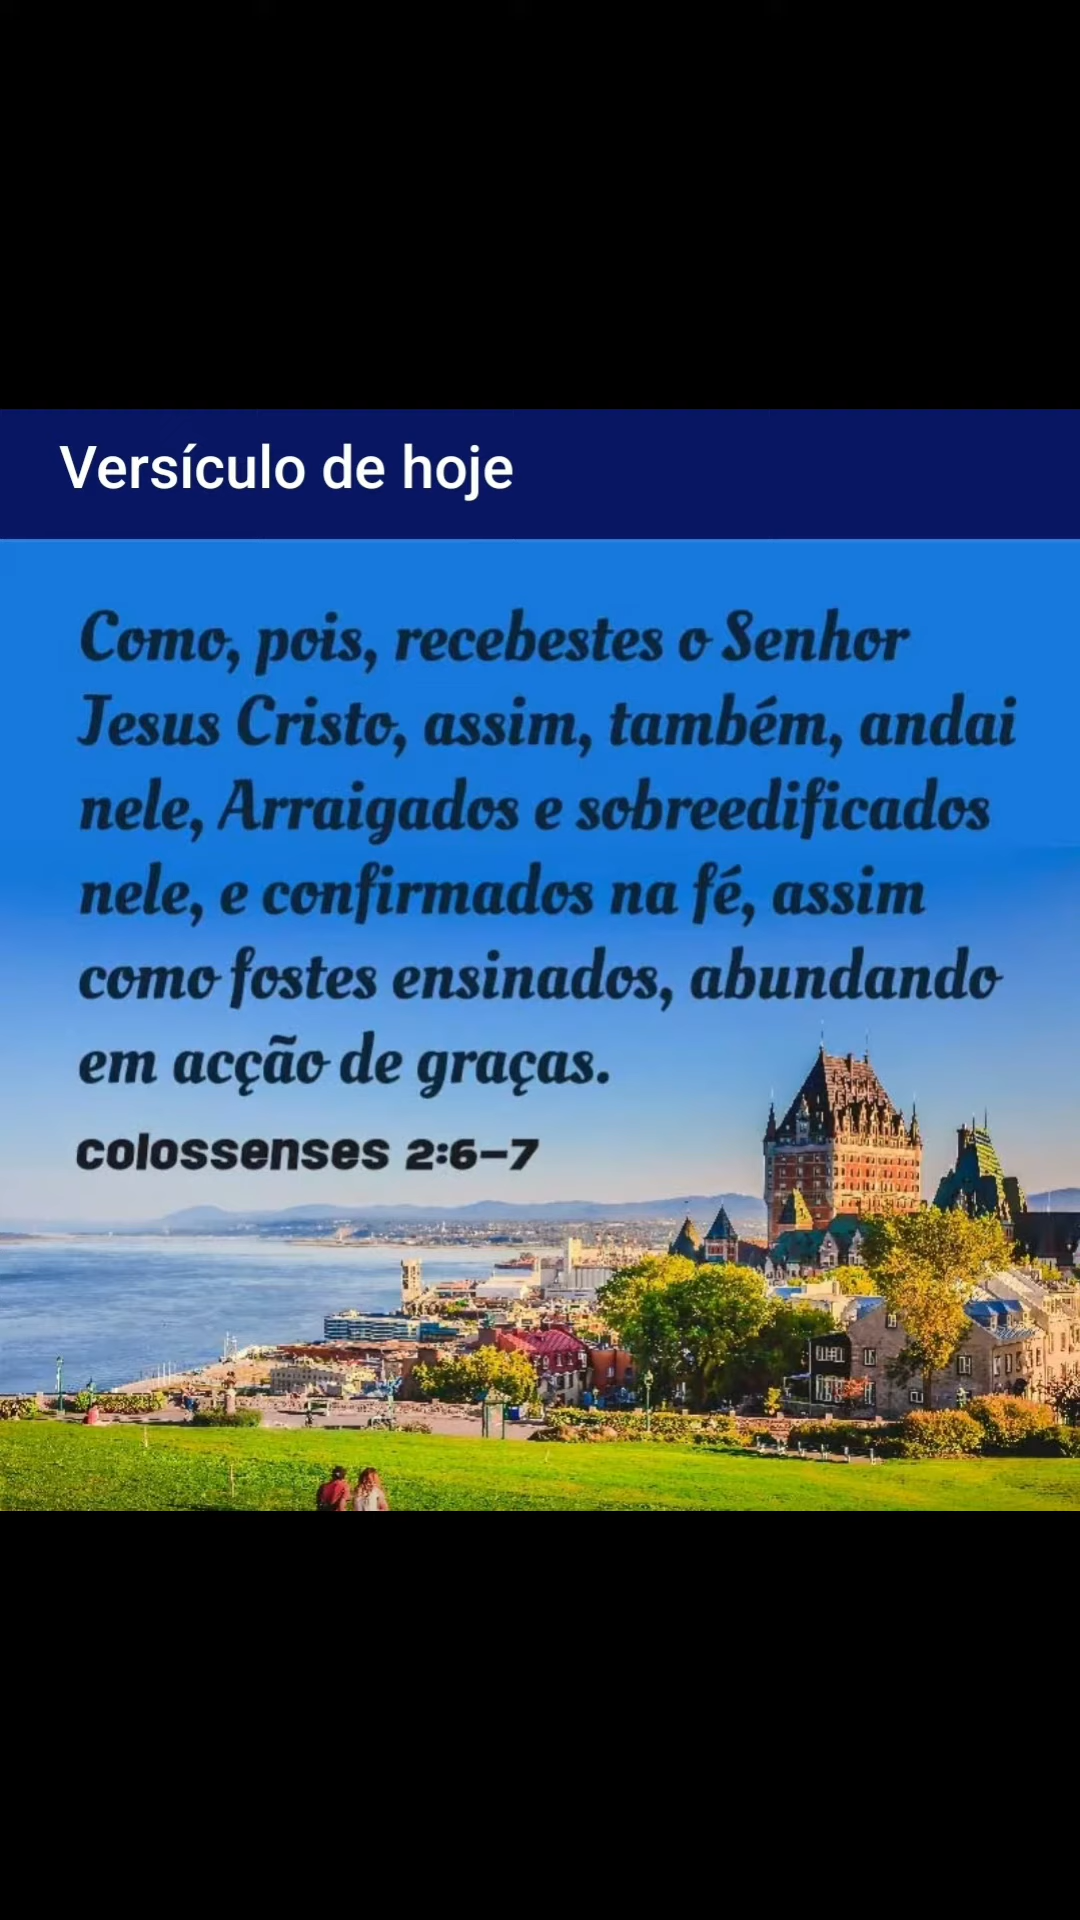 Versículo de hoje
Como, pois, recebestes o Senhor
Jesus Cristo, assim, também, andai
nele, Arraigados e sobreedificados
nele, e confirmados na fé, assim
como fostes ensinados, abundando
em acção de graças.
Colossenses 2:6-7